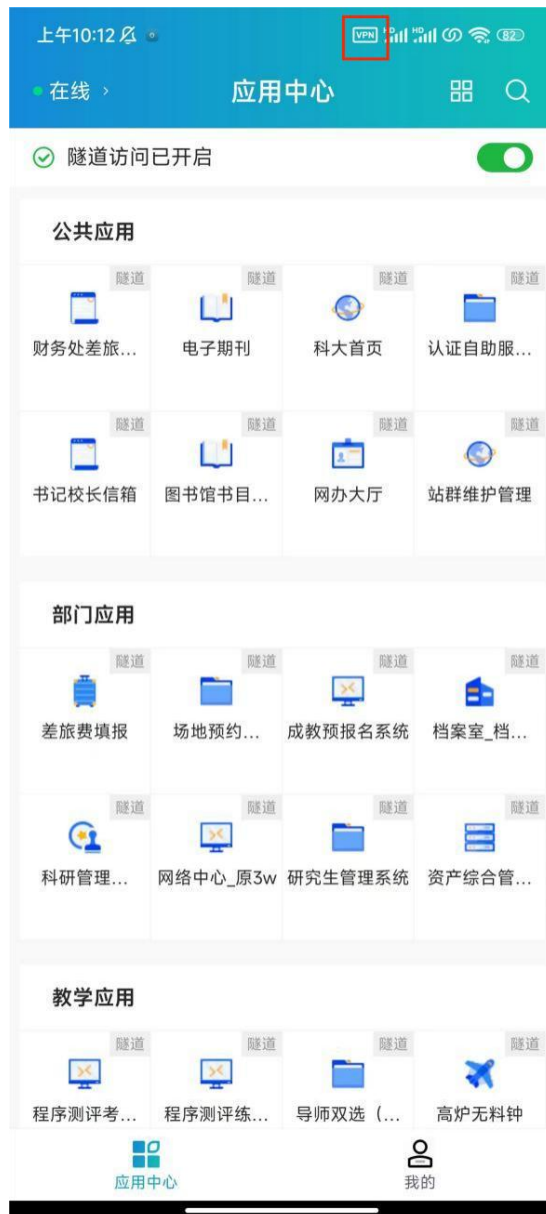 上午10:12
VPN HD HD 82
在线 >
应用中心
隧道访问已开启
公共应用
隧道 隧道 隧道 隧道
财务处差旅... 电子期刊 科大首页 认证自助服...
隧道 隧道 隧道 隧道
书记校长信箱 图书馆书目... 网办大厅 站群维护管理
部门应用
隧道 隧道 隧道 隧道
差旅费填报 场地预约... 成教预报名系统 档案室_档...
隧道 隧道 隧道 隧道
科研管理... 网络中心_原3w 研究生管理系统 资产综合管...
教学应用
隧道 隧道 隧道 隧道
程序测评考... 程序测评练... 导师双选（... 高炉无料钟
应用中心 我的